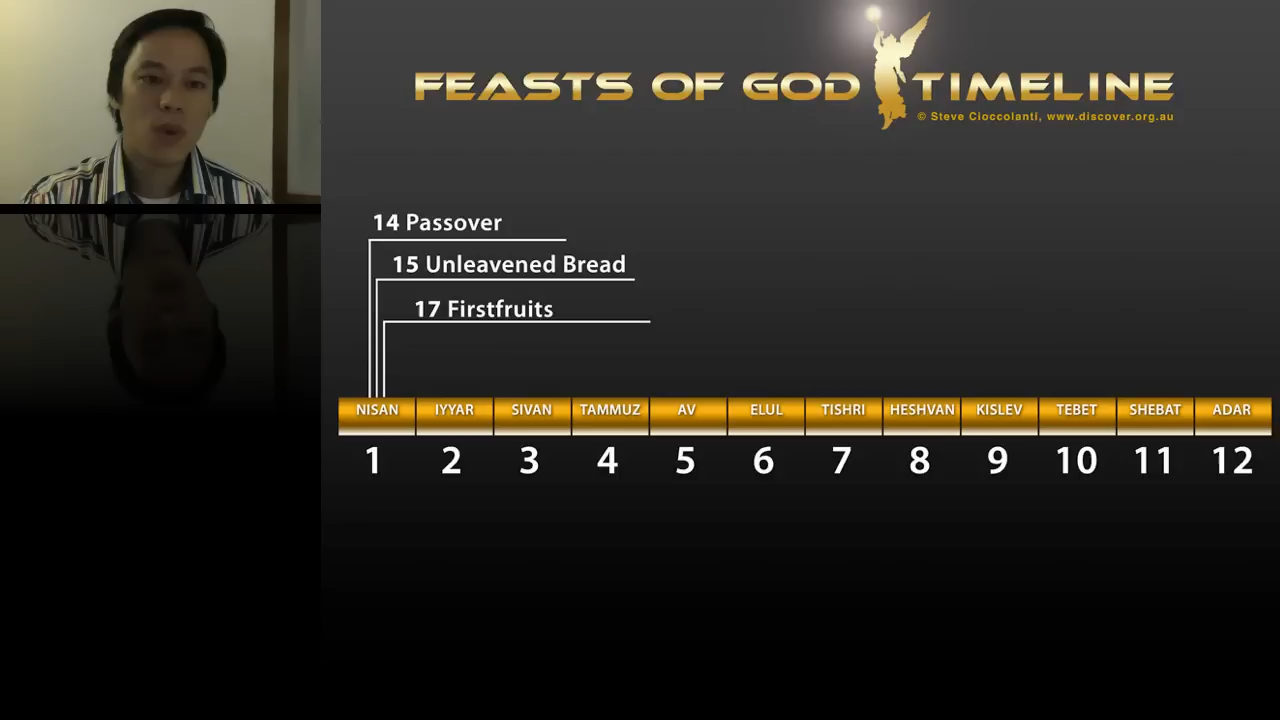 FEASTS OF GOD TIMELINE
© Steve Cioccolanti, www.discover.org.au
14 Passover
15 Unleavened Bread
17 Firstfruits
NISAN IYYAR SIVAN TAMMUZ AV ELUL TISHRI HESHVAN KISLEV TEBET SHEBAT ADAR
1 2 3 4 5 6 7 8 9 10 11 12